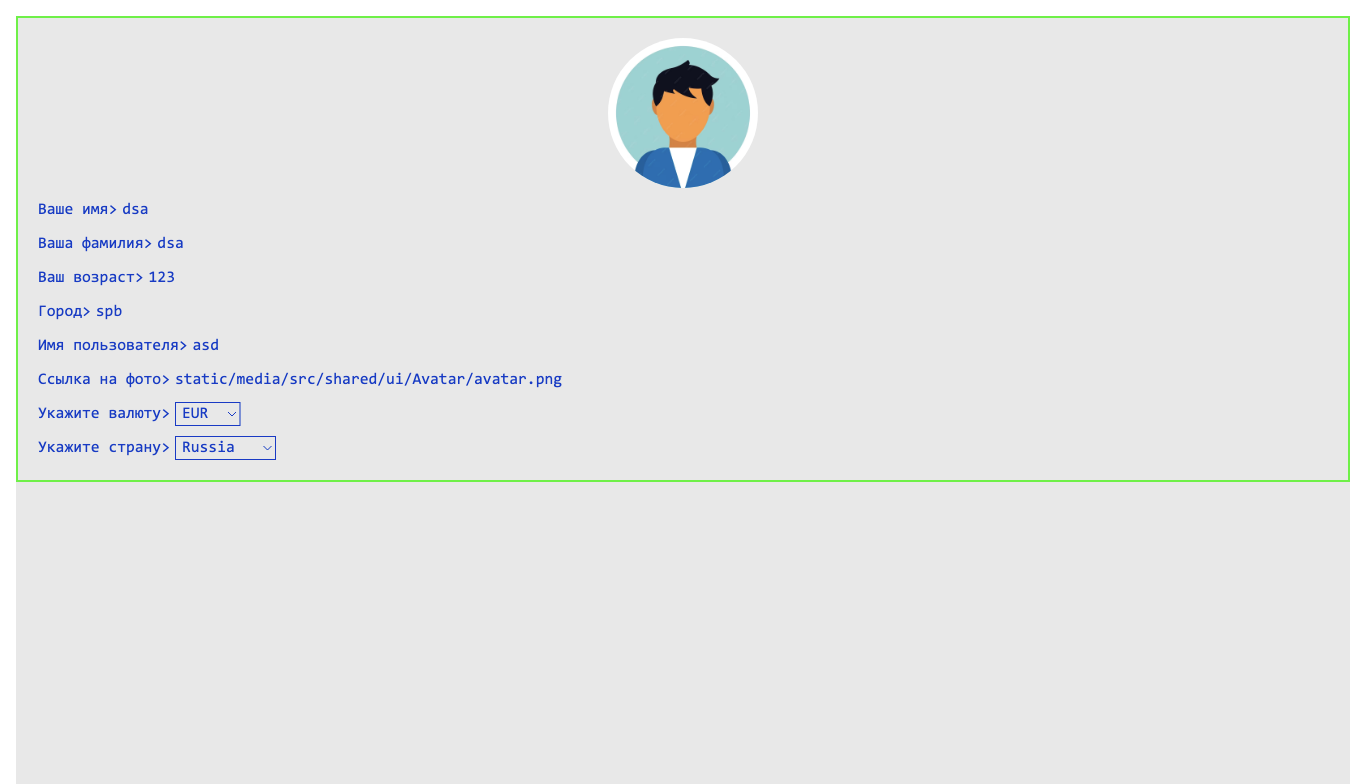 Ваше имя> dsa
Ваша фамилия> dsa
Ваш возраст> 123
Город> spb
Имя пользователя> asd
Ссылка на фото> static/media/src/shared/ui/Avatar/avatar.png
Укажите валюту> EUR
Укажите страну> Russia